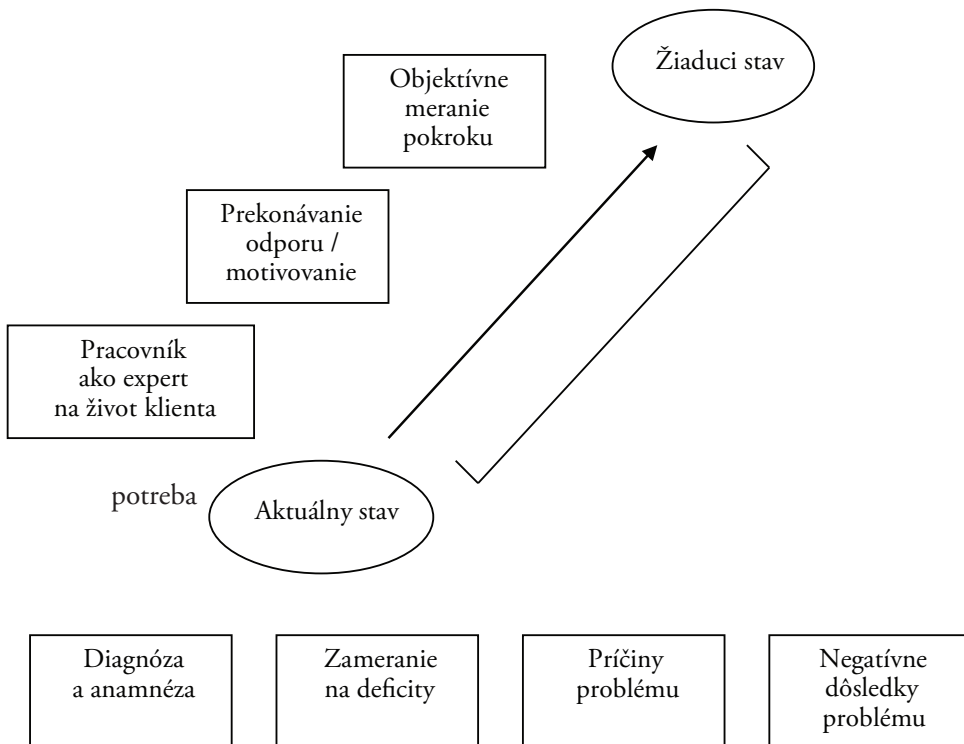 Žiaduci stav
Objektívne
meranie
pokroku
Prekonávanie
odporu /
motivovanie
Pracovník
ako expert
na život klienta
potreba
Aktuálny stav
Diagnóza
a anamnéza
Zameranie
na deficity
Príčiny
problému
Negatívne
dôsledky
problému